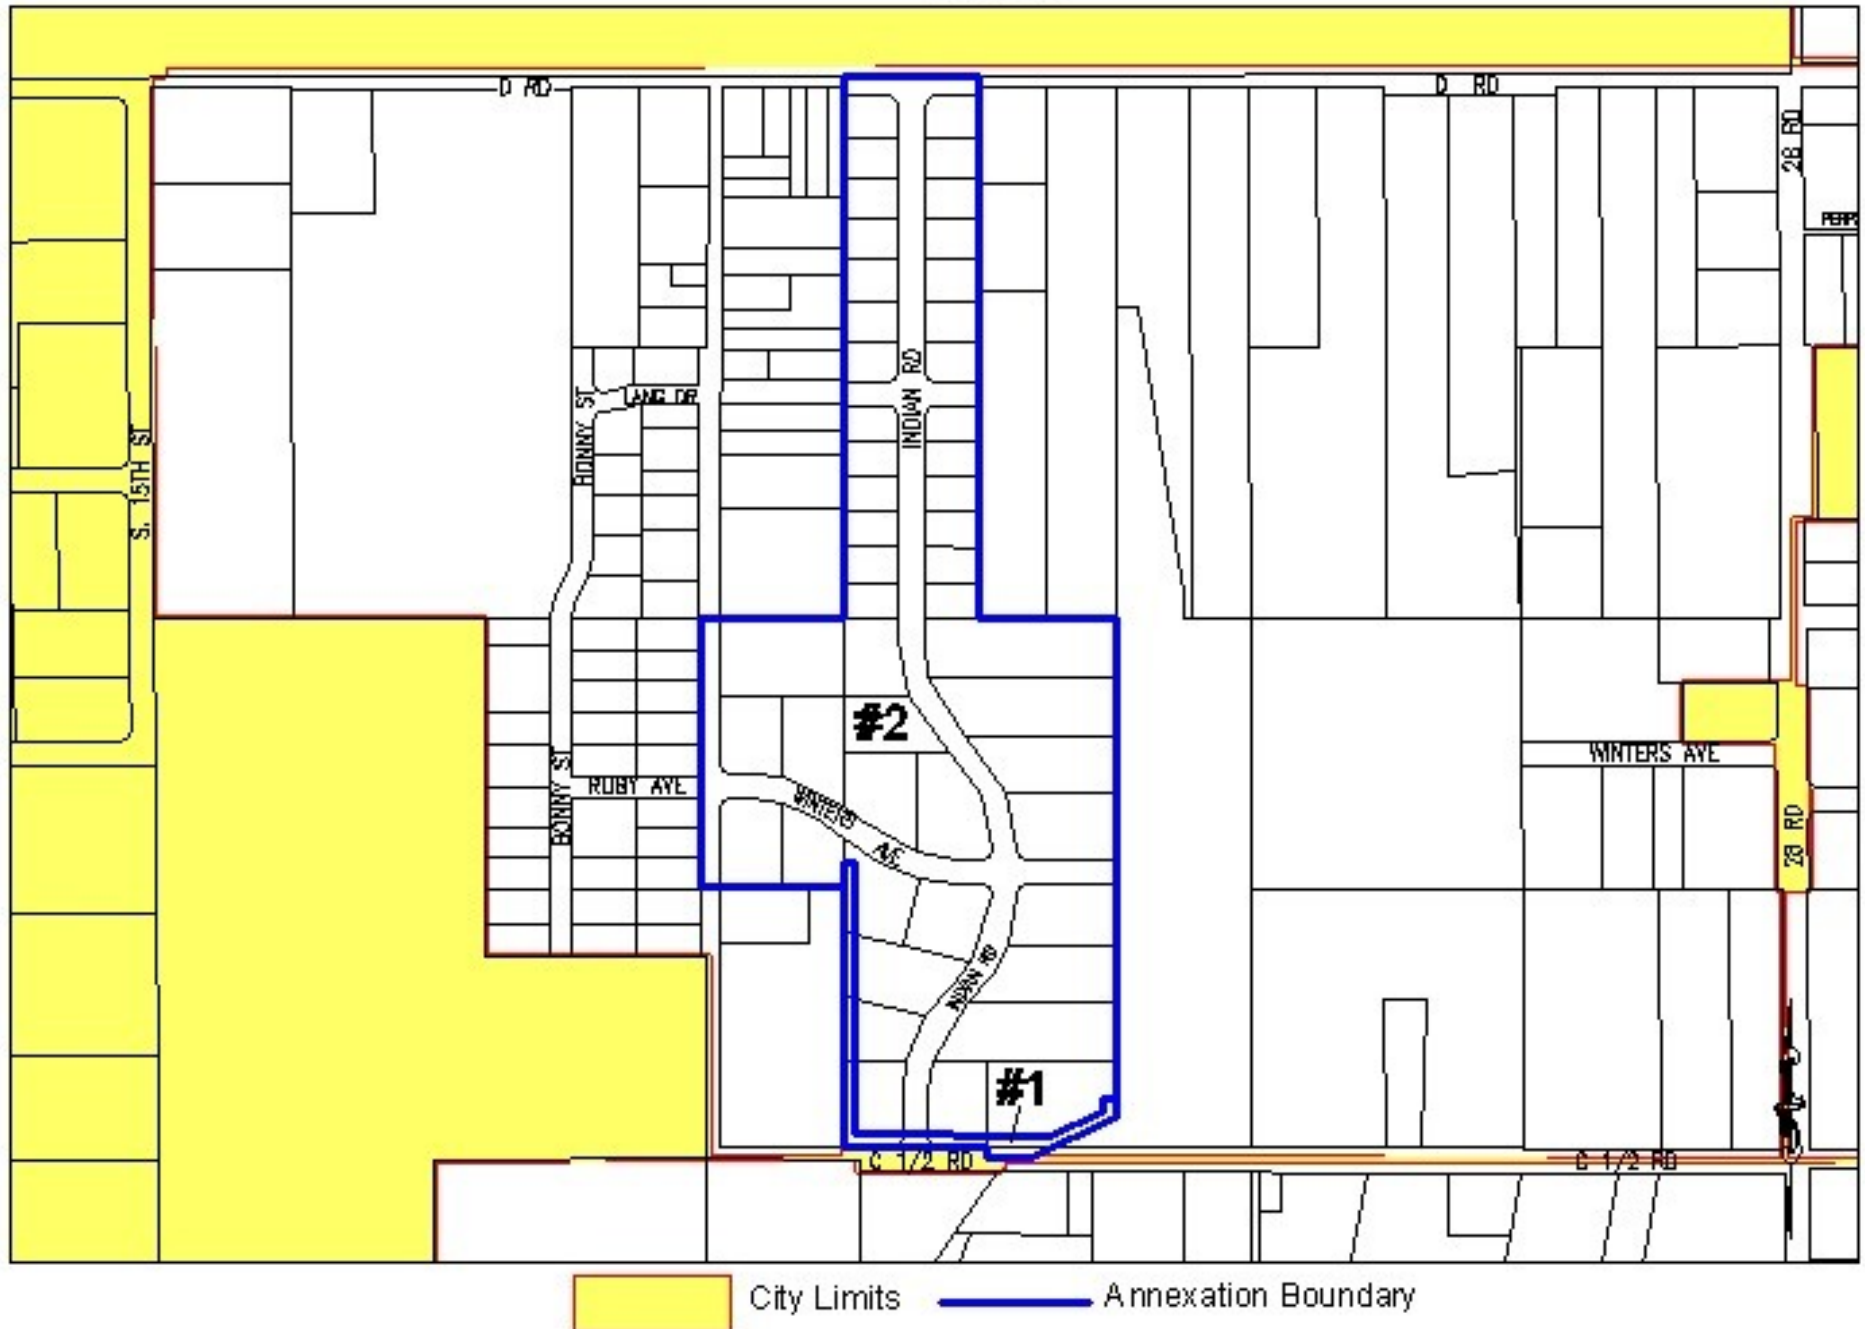 D RD
D RD
28 RD
INDIAN RD
LANG DR
BONNY ST
S. 15TH ST
#2
WINTERS AVE
BONNY ST
RUBY AVE
WINTERS
AVE
28 RD
INDIAN RD
#1
C 1/2 RD
C 1/2 RD
City Limits
Annexation Boundary